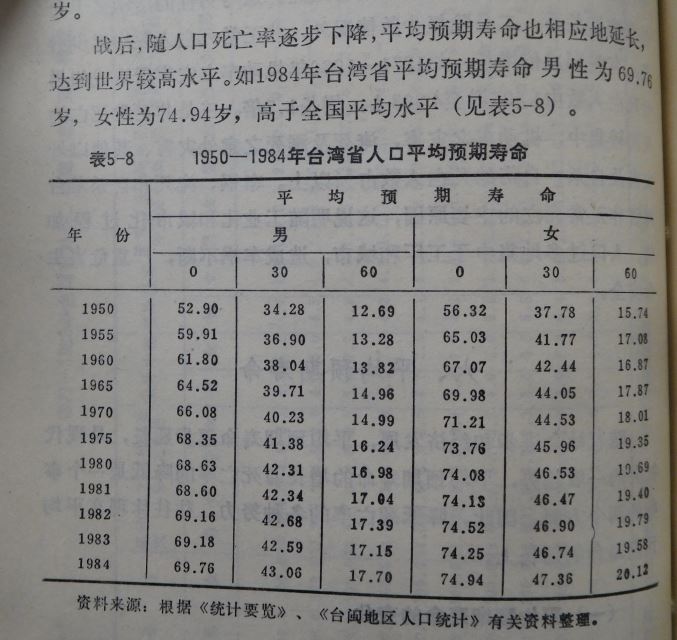 岁。
战后,随人口死亡率逐步下降,平均预期寿命也相应地延长,
达到世界较高水平。如1984年台湾省平均预期寿命男性为69.76
岁,女性为74.94岁,高于全国平均水平(见表5-8)。
表5-8 1950—1984年台湾省人口平均预期寿命
平均预期寿命
年份 男 女
0 30 60 0 30 60
1950 52.90 34.28 12.69 56.32 37.78 15.74
1955 59.91 36.90 13.28 65.03 41.77 17.08
1960 61.80 38.04 13.82 67.07 42.44 16.87
1965 64.52 39.71 14.96 69.98 44.05 17.87
1970 66.08 40.23 14.99 71.21 44.53 18.01
1975 68.35 41.38 16.24 73.76 45.96 19.35
1980 68.63 42.31 16.98 74.08 46.53 19.69
1981 68.60 42.34 17.04 74.13 46.47 19.40
1982 69.16 42.68 17.39 74.52 46.90 19.79
1983 69.18 42.59 17.15 74.25 46.74 19.58
1984 69.76 43.06 17.70 74.94 47.36 20.12
资料来源:根据《统计要览》、《台闽地区人口统计》有关资料整理。